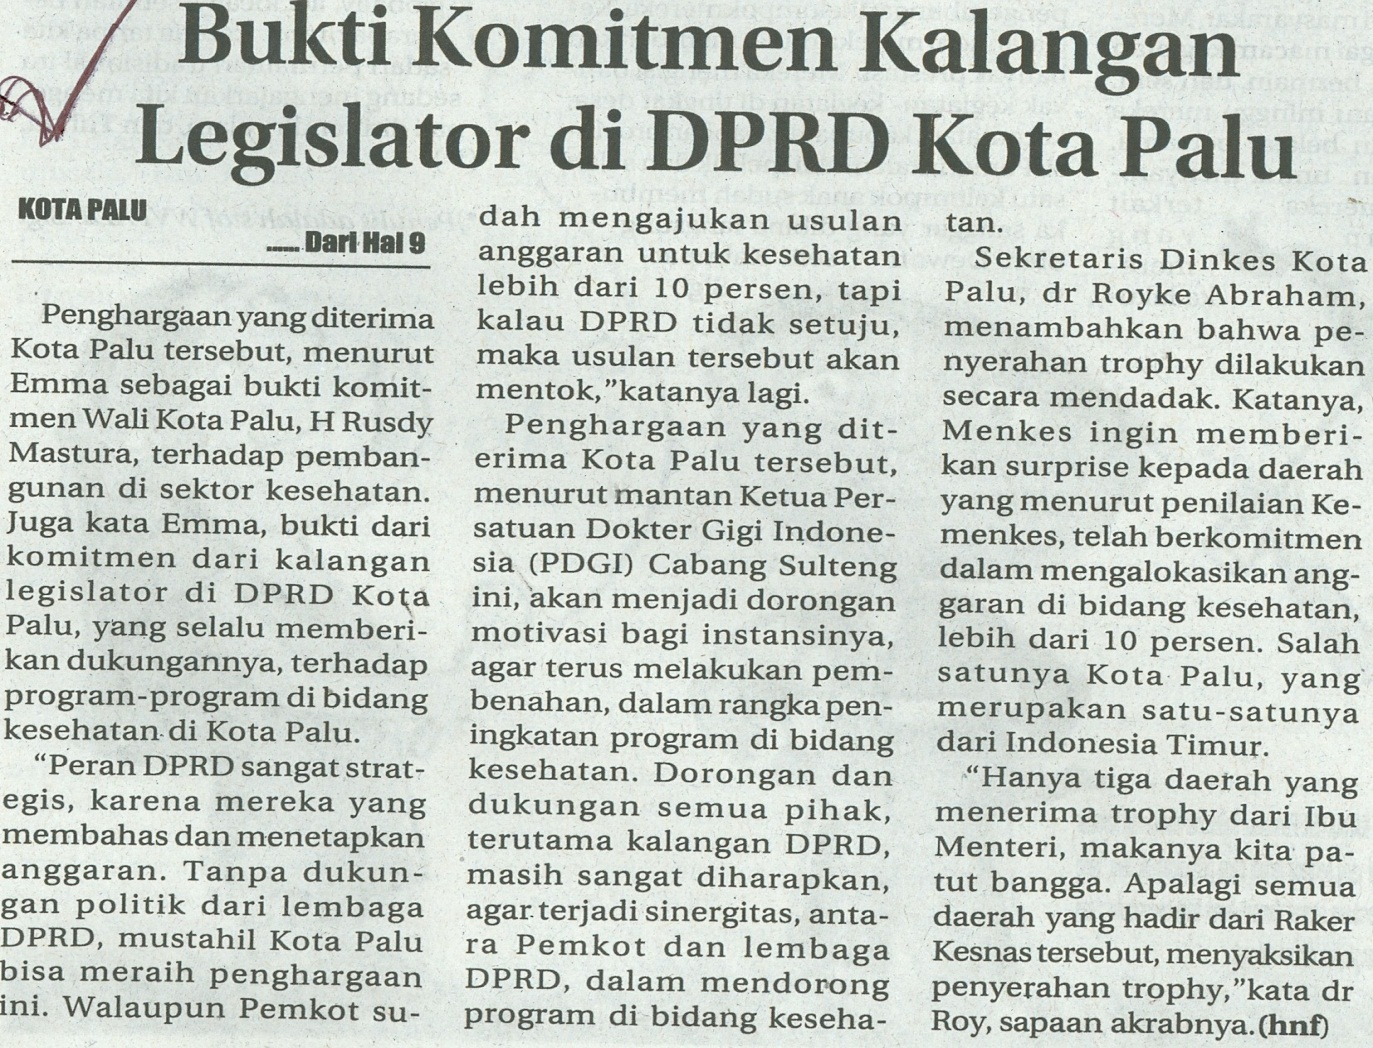 Bukti Komitmen Kalangan
Legislator di DPRD Kota Palu
KOTA PALU
...... Dari Hal 9
Penghargaan yang diterima
Kota Palu tersebut, menurut
Emma sebagai bukti komit-
men Wali Kota Palu, H Rusdy
Mastura, terhadap pemban-
gunan di sektor kesehatan.
Juga kata Emma, bukti dari
komitmen dari kalangan
legislator di DPRD Kota
Palu, yang selalu memberi-
kan dukungannya, terhadap
program-program di bidang
kesehatan di Kota Palu.
“Peran DPRD sangat strat-
egis, karena mereka yang
membahas dan menetapkan
anggaran. Tanpa dukun-
gan politik dari lembaga
DPRD, mustahil Kota Palu
bisa meraih penghargaan
ini. Walaupun Pemkot su-
dah mengajukan usulan
anggaran untuk kesehatan
lebih dari 10 persen, tapi
kalau DPRD tidak setuju,
maka usulan tersebut akan
mentok,”katanya lagi.
Penghargaan yang dit-
erima Kota Palu tersebut,
menurut mantan Ketua Per-
satuan Dokter Gigi Indone-
sia (PDGI) Cabang Sulteng
ini, akan menjadi dorongan
motivasi bagi instansinya,
agar terus melakukan pem-
benahan, dalam rangka pen-
ingkatan program di bidang
kesehatan. Dorongan dan
dukungan semua pihak,
terutama kalangan DPRD,
masih sangat diharapkan,
agar terjadi sinergitas, anta-
ra Pemkot dan lembaga
DPRD, dalam mendorong
program di bidang keseha-
tan.
Sekretaris Dinkes Kota
Palu, dr Royke Abraham,
menambahkan bahwa pe-
nyerahan trophy dilakukan
secara mendadak. Katanya,
Menkes ingin memberi-
kan surprise kepada daerah
yang menurut penilaian Ke-
menkes, telah berkomitmen
dalam mengalokasikan ang-
garan di bidang kesehatan,
lebih dari 10 persen. Salah
satunya Kota Palu, yang
merupakan satu-satunya
dari Indonesia Timur.
“Hanya tiga daerah yang
menerima trophy dari Ibu
Menteri, makanya kita pa-
tut bangga. Apalagi semua
daerah yang hadir dari Raker
Kesnas tersebut, menyaksikan
penyerahan trophy,”kata dr
Roy, sapaan akrabnya.(hnf)